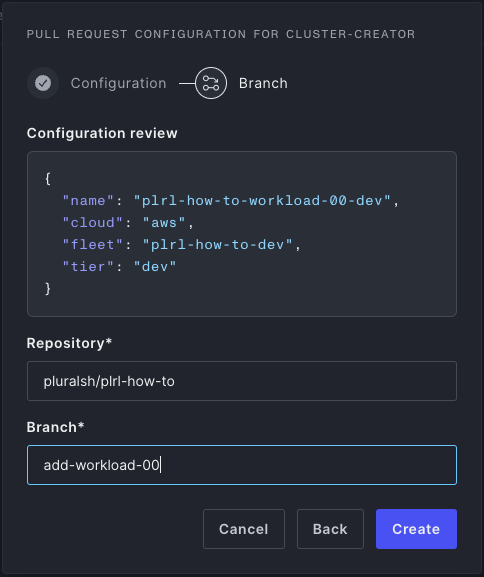 PULL REQUEST CONFIGURATION FOR CLUSTER-CREATOR
Configuration Branch
Configuration review
{
"name": "plrl-how-to-workload-00-dev",
"cloud": "aws",
"fleet": "plrl-how-to-dev",
"tier": "dev"
}
Repository*
pluralsh/plrl-how-to
Branch*
add-workload-00
Cancel Back Create